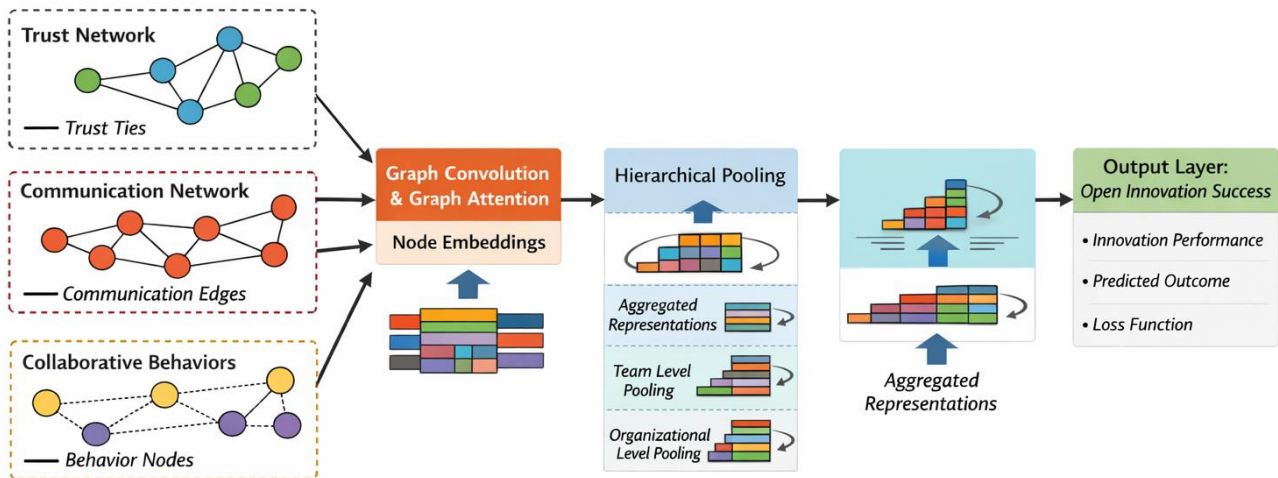 Trust Network
Trust Ties
Communication Network
Communication Edges
Collaborative Behaviors
Behavior Nodes
Graph Convolution
& Graph Attention
Node Embeddings
Hierarchical Pooling
Aggregated
Representations
Team Level
Pooling
Organizational
Level Pooling
Aggregated
Representations
Output Layer:
Open Innovation Success
• Innovation Performance
• Predicted Outcome
• Loss Function